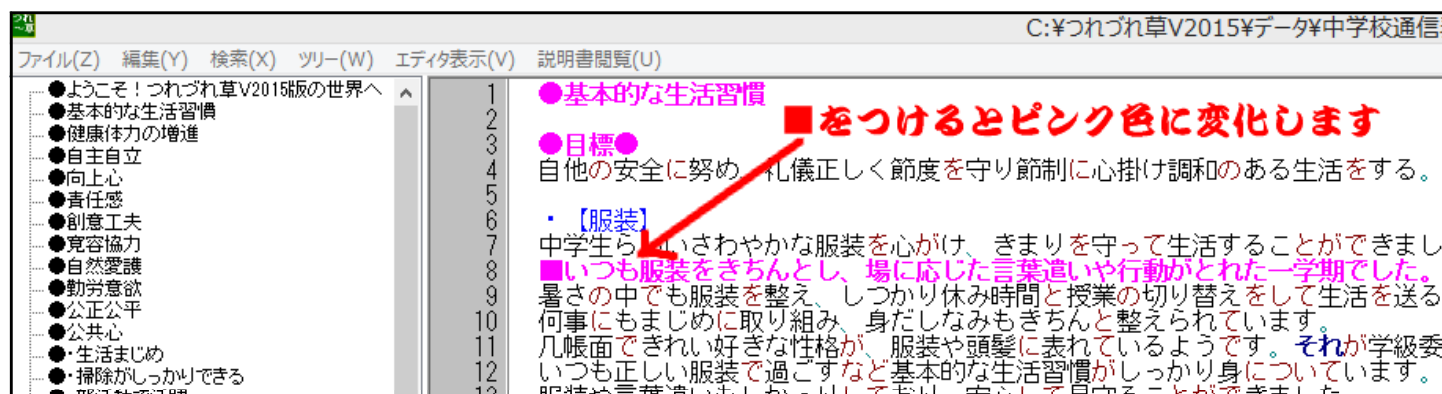 C:¥つれづれ草V2015¥データ¥中学校通信
ファイル(Z) 編集(Y) 検索(X) ツリー(W) エディタ表示(V) 説明書閲覧(U)
●ようこそ！つれづれ草V2015版の世界へ
●基本的な生活習慣
●健康体力の増進
●自主自立
●向上心
●責任感
●創意工夫
●寛容協力
●自然愛護
●勤労意欲
●公正公平
●公共心
●・生活まじめ
●・掃除がしっかりできる
■をつけるとピンク色に変化します
1 ●基本的な生活習慣
2
3 ●目標●
4 自他の安全に努め、礼儀正しく節度を守り節制に心掛け調和のある生活をする。
5
6 ・【服装】
7 中学生ら いさわやかな服装を心がけ、きまりを守って生活することができまし
8 ■いつも服装をきちんとし、場に応じた言葉遣いや行動がとれた一学期でした。
9 暑さの中でも服装を整え、しっかり休み時間と授業の切り替えをして生活を送る
10 何事にもまじめに取り組み、身だしなみもきちんと整えられています。
11 几帳面できれい好きな性格が、服装や頭髪に表れているようです。それが学級委
12 いつも正しい服装で過ごすなど基本的な生活習慣がしっかり身についています。